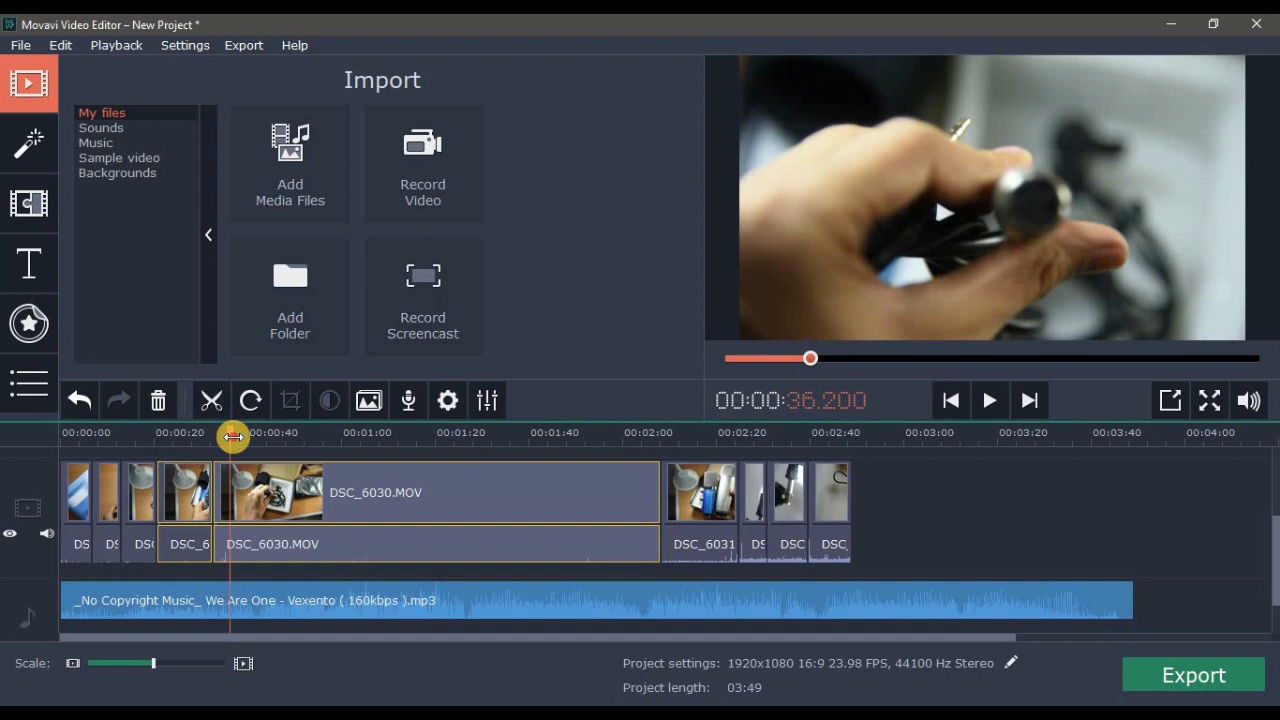 Movavi Video Editor – New Project *
File Edit Playback Settings Export Help
Import
My files
Sounds
Music
Sample video
Backgrounds
Add
Media Files
Record
Video
Add
Folder
Record
Screencast
00:00:36.200
00:00:00 00:00:20 00:00:40 00:01:00 00:01:20 00:01:40 00:02:00 00:02:20 00:02:40 00:03:00 00:03:20 00:03:40 00:04:00
DSC_6030.MOV
DS DS DSC DSC_6 DSC_6030.MOV DSC_6031 DS DSC DSC_
_No Copyright Music_ We Are One - Vexento ( 160kbps ).mp3
Scale:
Project settings: 1920x1080 16:9 23.98 FPS, 44100 Hz Stereo
Project length: 03:49
Export